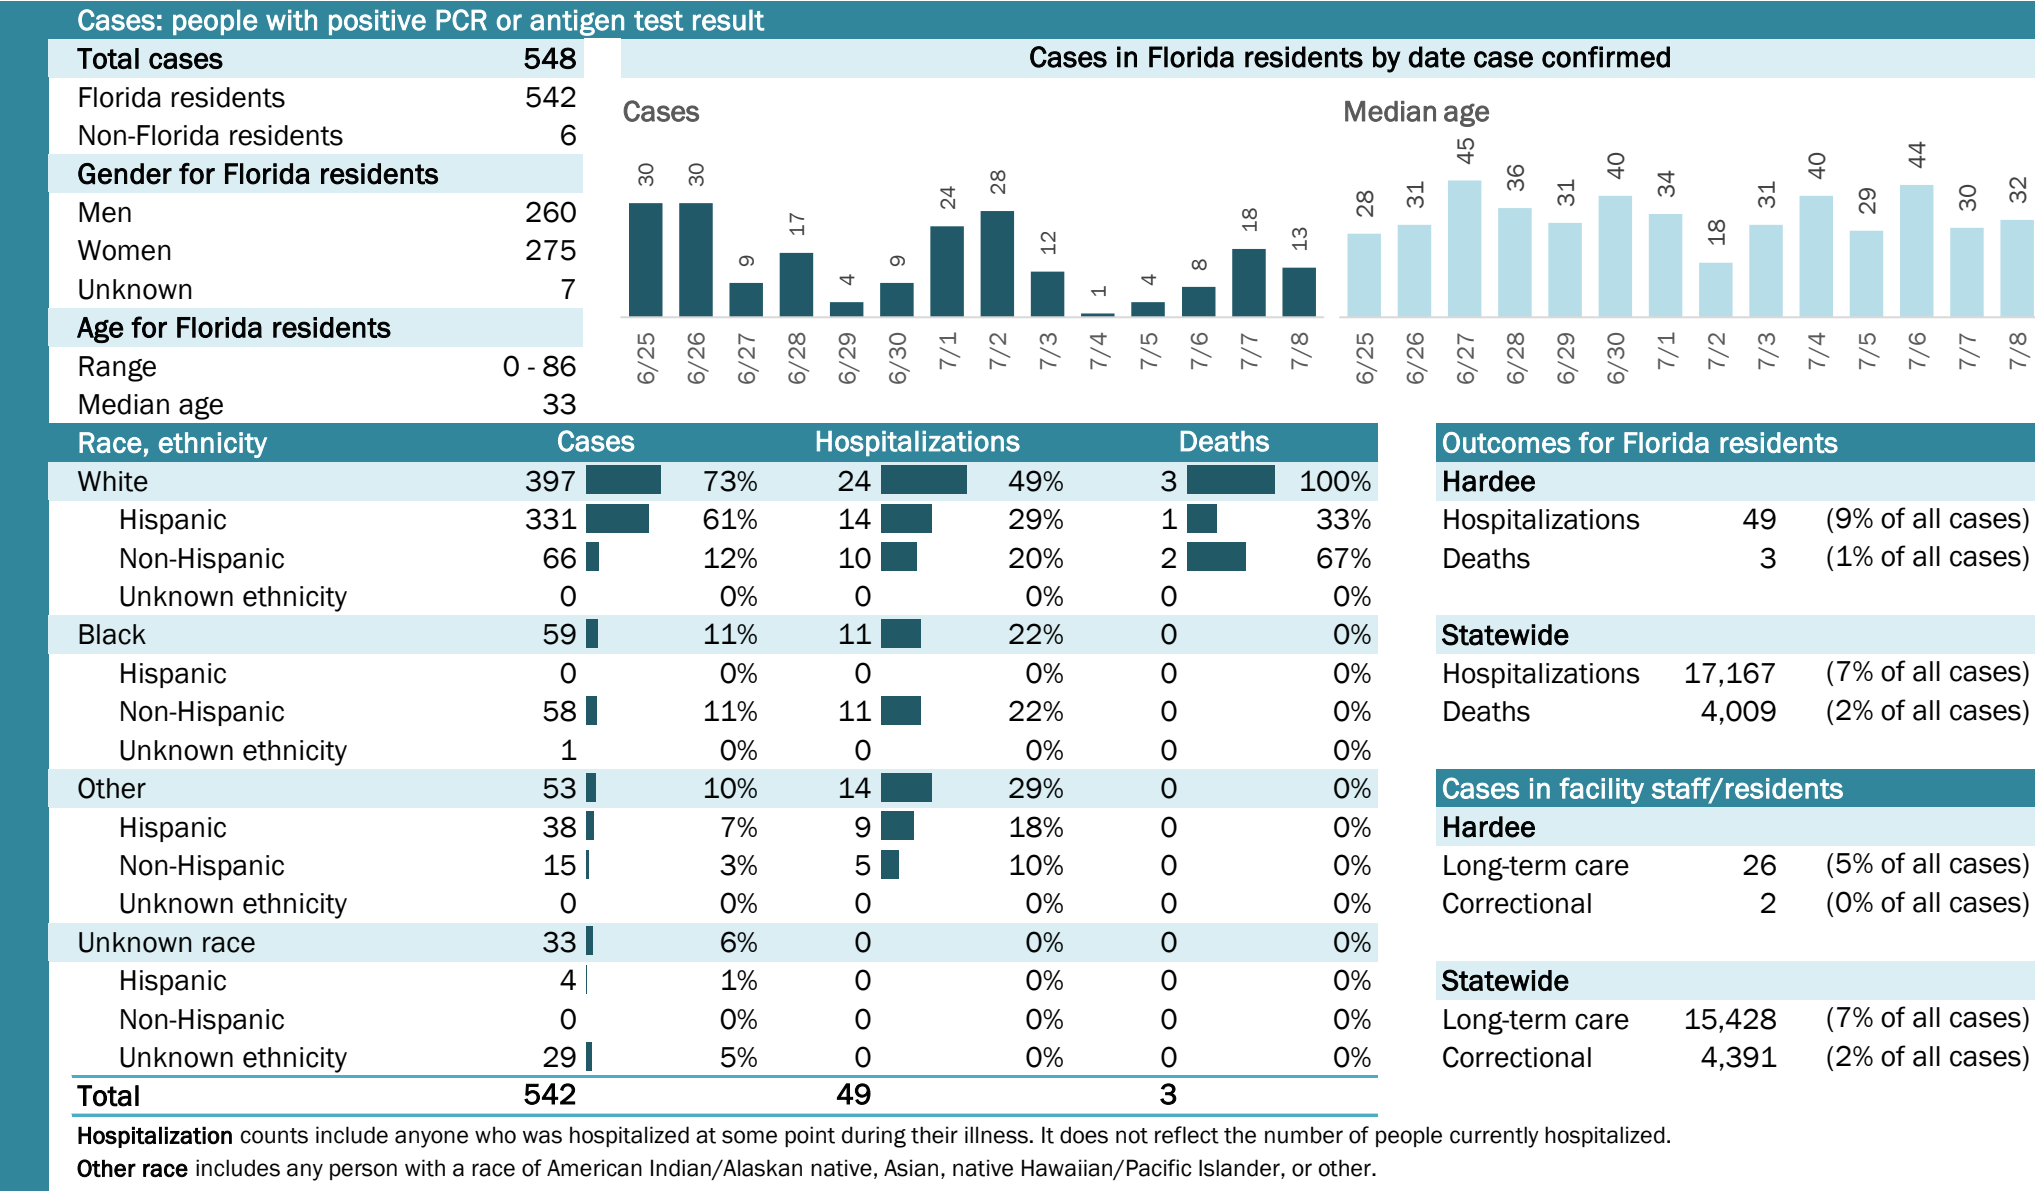 Cases: people with positive PCR or antigen test result
Total cases 548
Florida residents 542
Non-Florida residents 6
Gender for Florida residents
Men 260
Women 275
Unknown 7
Age for Florida residents
Range 0 - 86
Median age 33
Cases in Florida residents by date case confirmed
Cases
30 30 9 17 4 9 24 28 12 1 4 8 18 13
6/25 6/26 6/27 6/28 6/29 6/30 7/1 7/2 7/3 7/4 7/5 7/6 7/7 7/8
Median age
28 31 45 36 31 40 34 18 31 40 29 44 30 32
6/25 6/26 6/27 6/28 6/29 6/30 7/1 7/2 7/3 7/4 7/5 7/6 7/7 7/8
Race, ethnicity Cases Hospitalizations Deaths
White 397 73% 24 49% 3 100%
Hispanic 331 61% 14 29% 1 33%
Non-Hispanic 66 12% 10 20% 2 67%
Unknown ethnicity 0 0% 0 0% 0 0%
Black 59 11% 11 22% 0 0%
Hispanic 0 0% 0 0% 0 0%
Non-Hispanic 58 11% 11 22% 0 0%
Unknown ethnicity 1 0% 0 0% 0 0%
Other 53 10% 14 29% 0 0%
Hispanic 38 7% 9 18% 0 0%
Non-Hispanic 15 3% 5 10% 0 0%
Unknown ethnicity 0 0% 0 0% 0 0%
Unknown race 33 6% 0 0% 0 0%
Hispanic 4 1% 0 0% 0 0%
Non-Hispanic 0 0% 0 0% 0 0%
Unknown ethnicity 29 5% 0 0% 0 0%
Total 542 49 3
Outcomes for Florida residents
Hardee
Hospitalizations 49 (9% of all cases)
Deaths 3 (1% of all cases)
Statewide
Hospitalizations 17,167 (7% of all cases)
Deaths 4,009 (2% of all cases)
Cases in facility staff/residents
Hardee
Long-term care 26 (5% of all cases)
Correctional 2 (0% of all cases)
Statewide
Long-term care 15,428 (7% of all cases)
Correctional 4,391 (2% of all cases)
Hospitalization counts include anyone who was hospitalized at some point during their illness. It does not reflect the number of people currently hospitalized.
Other race includes any person with a race of American Indian/Alaskan native, Asian, native Hawaiian/Pacific Islander, or other.